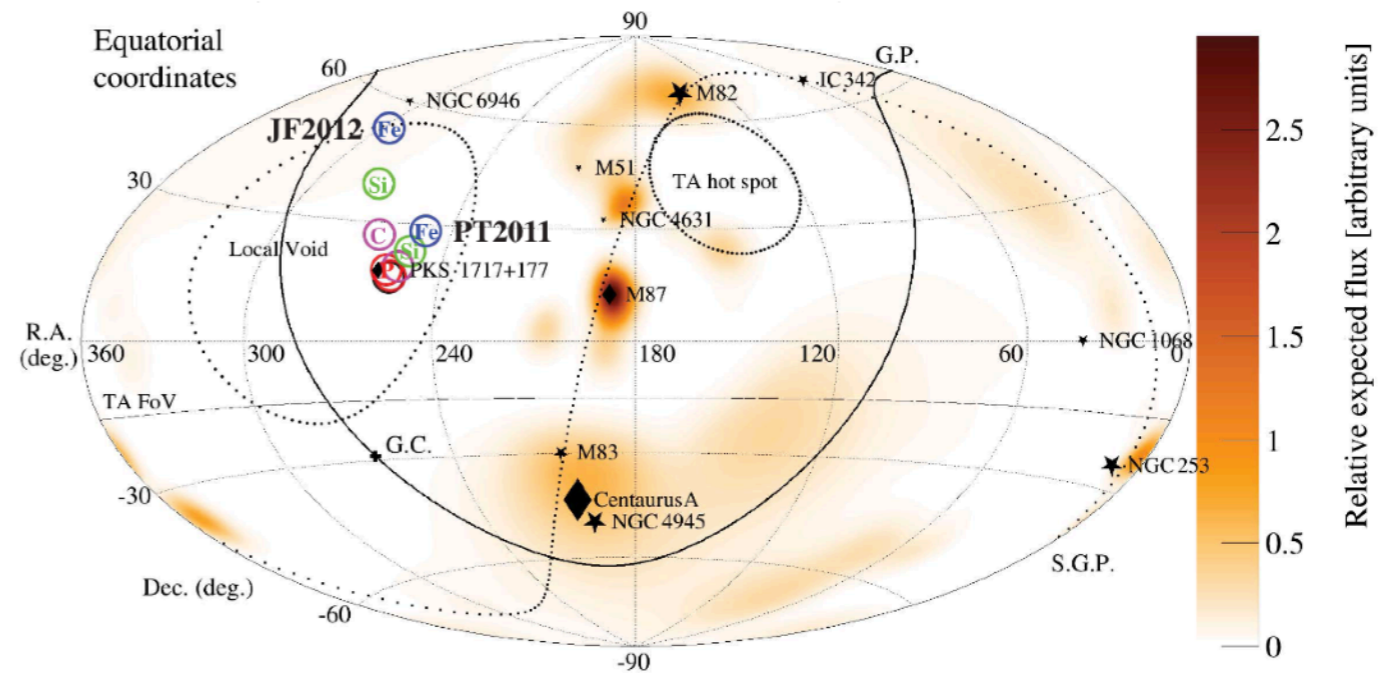 Equatorial
coordinates
90
60
30
-30
-60
-90
G.P.
IC 342
M82
NGC 6946
JF2012
Fe
Si
C
P
Fe
Si
PT2011
M51
TA hot spot
NGC 4631
Local Void
PKS 1717+177
M87
R.A.
(deg.)
360
300
240
180
120
60
0
NGC 1068
TA FoV
G.C.
M83
NGC 253
Centaurus A
NGC 4945
S.G.P.
Dec. (deg.)
2.5
2
1.5
1
0.5
0
Relative expected flux [arbitrary units]